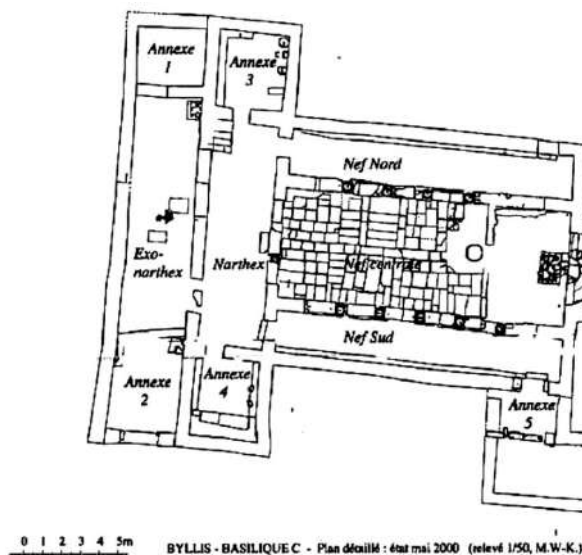 Annexe
1
Annexe
3
Nef Nord
Exo-
narthex
Narthex
Nef centrale
Nef Sud
Annexe
2
Annexe
4
Annexe
5
0 1 2 3 4 5m
BYLLIS - BASILIQUE C - Plan détaillé : état mai 2000 (relevé 1/50, M.W-K.)